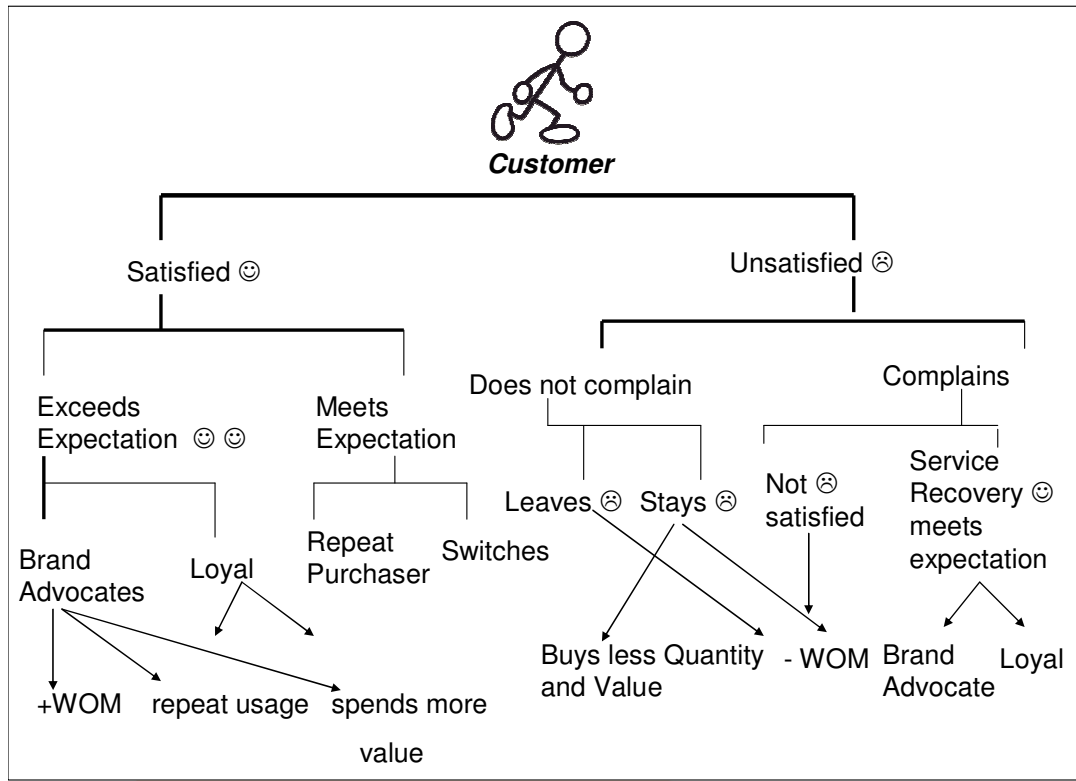 Customer
Satisfied ☺
Unsatisfied ☹
Exceeds
Expectation ☺ ☺
Meets
Expectation
Does not complain
Complains
Brand
Advocates
Loyal
Repeat
Purchaser
Switches
Leaves ☹
Stays ☹
Not ☹
satisfied
Service
Recovery ☺
meets
expectation
+WOM
repeat usage
spends more
value
Buys less Quantity
and Value
- WOM
Brand
Advocate
Loyal